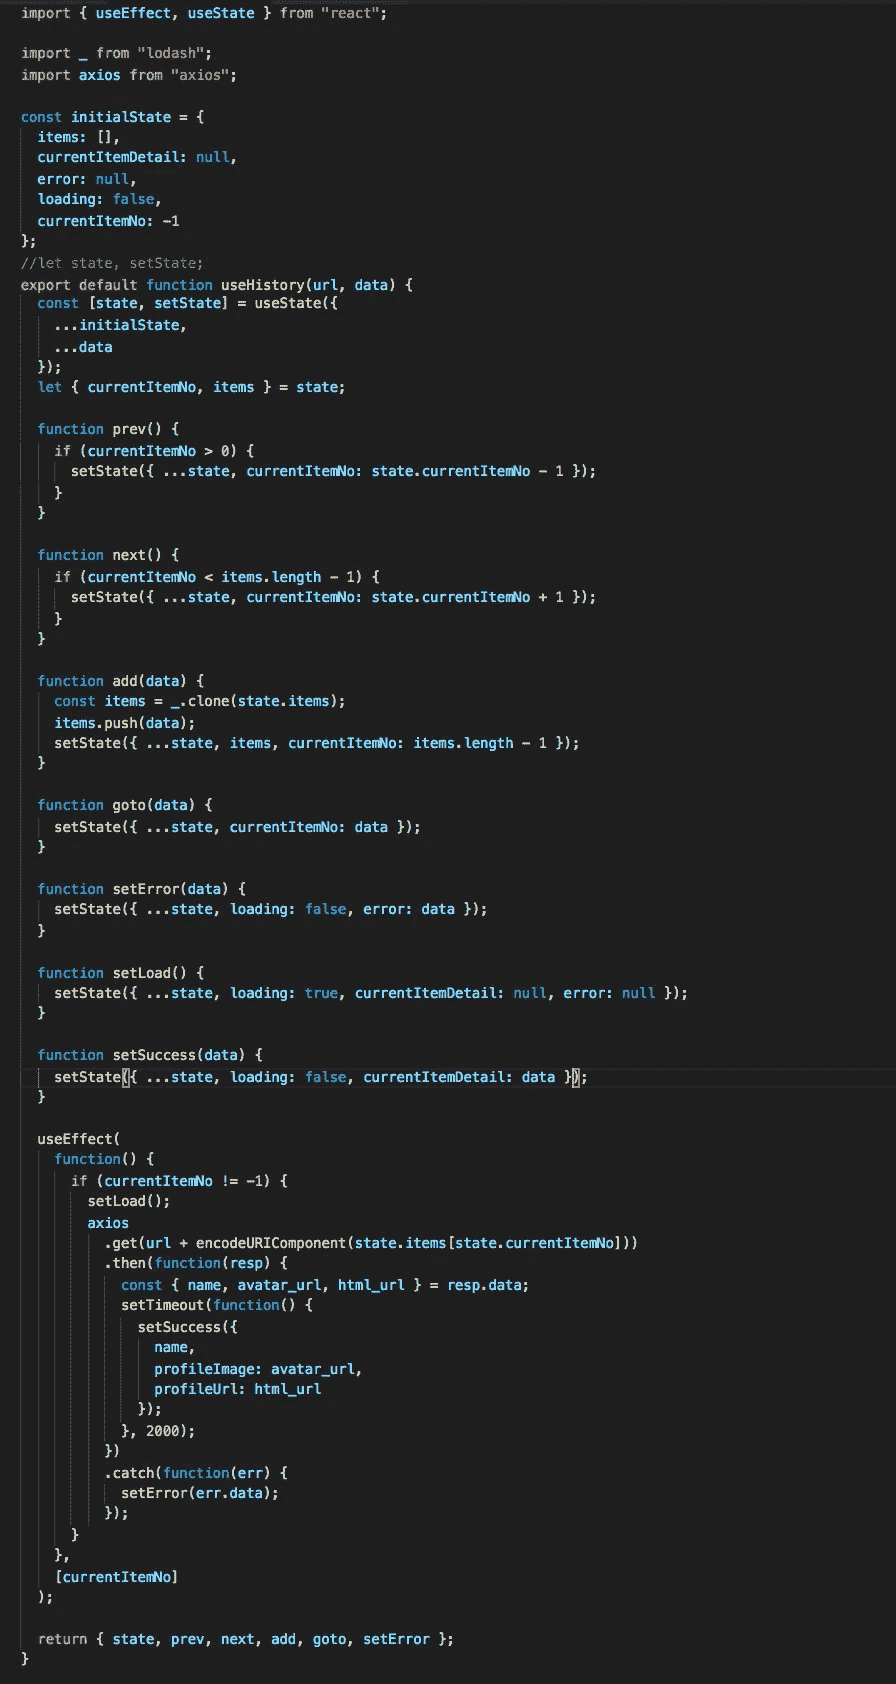 import { useEffect, useState } from "react";
import _ from "lodash";
import axios from "axios";
const initialState = {
items: [],
currentItemDetail: null,
error: null,
loading: false,
currentItemNo: -1
};
//let state, setState;
export default function useHistory(url, data) {
const [state, setState] = useState({
...initialState,
...data
});
let { currentItemNo, items } = state;
function prev() {
if (currentItemNo > 0) {
setState({ ...state, currentItemNo: state.currentItemNo - 1 });
}
}
function next() {
if (currentItemNo < items.length - 1) {
setState({ ...state, currentItemNo: state.currentItemNo + 1 });
}
}
function add(data) {
const items = _.clone(state.items);
items.push(data);
setState({ ...state, items, currentItemNo: items.length - 1 });
}
function goto(data) {
setState({ ...state, currentItemNo: data });
}
function setError(data) {
setState({ ...state, loading: false, error: data });
}
function setLoad() {
setState({ ...state, loading: true, currentItemDetail: null, error: null });
}
function setSuccess(data) {
setState({ ...state, loading: false, currentItemDetail: data });
}
useEffect(
function() {
if (currentItemNo != -1) {
setLoad();
axios
.get(url + encodeURIComponent(state.items[state.currentItemNo]))
.then(function(resp) {
const { name, avatar_url, html_url } = resp.data;
setTimeout(function() {
setSuccess({
name,
profileImage: avatar_url,
profileUrl: html_url
});
}, 2000);
})
.catch(function(err) {
setError(err.data);
});
}
},
[currentItemNo]
);
return { state, prev, next, add, goto, setError };
}